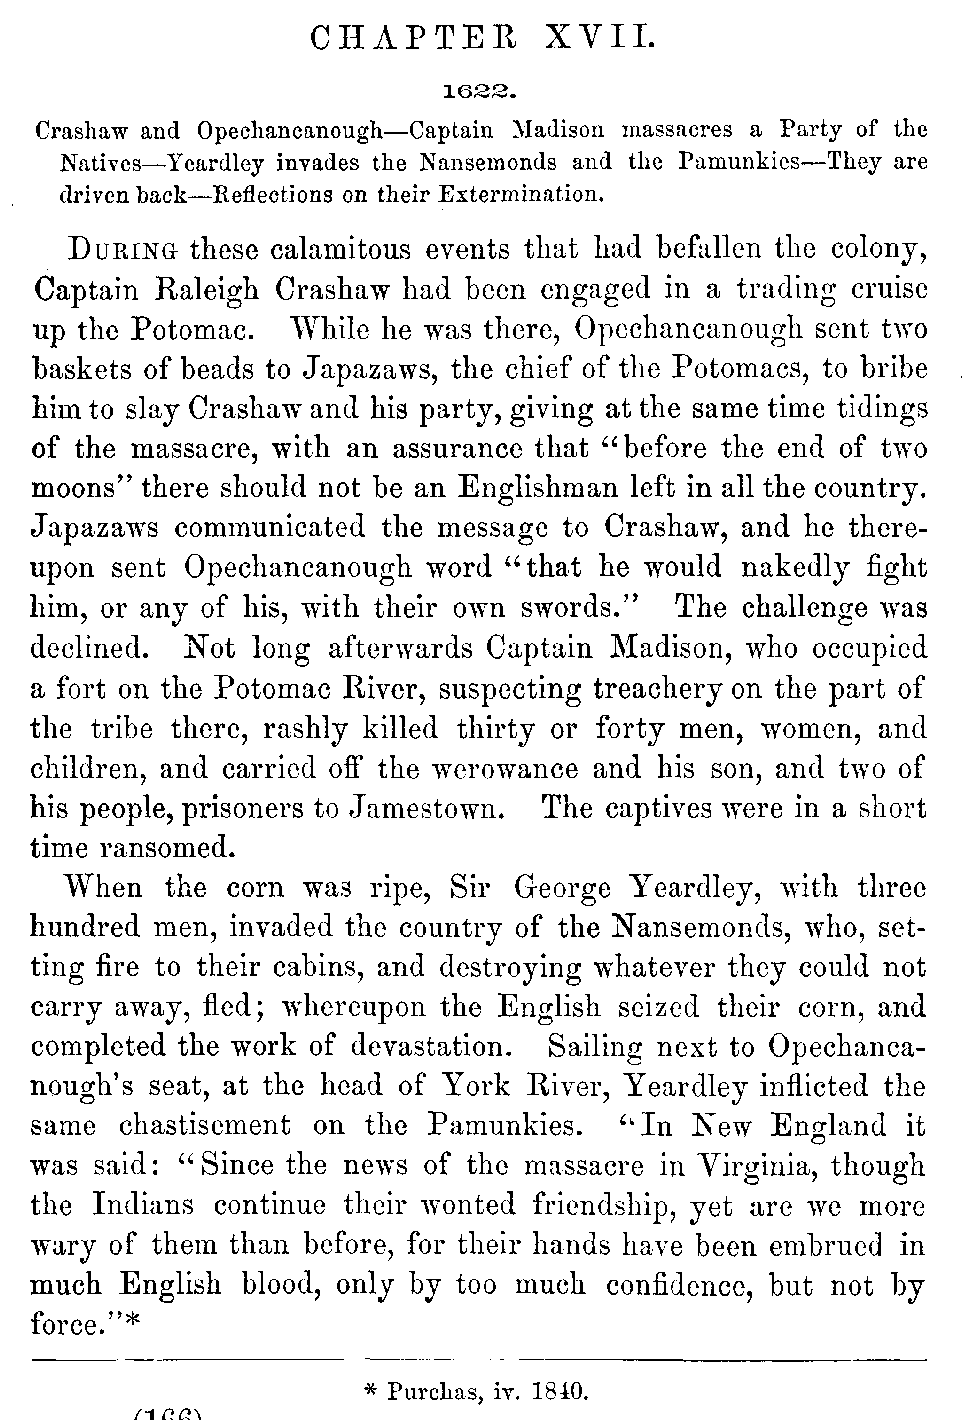 CHAPTER XVII.
1622.
Crashaw and Opechancanough—Captain Madison massacres a Party of the
Natives—Yeardley invades the Nansemonds and the Pamunkies—They are
driven back—Reflections on their Extermination.
DURING these calamitous events that had befallen the colony,
Captain Raleigh Crashaw had been engaged in a trading cruise
up the Potomac. While he was there, Opechancanough sent two
baskets of beads to Japazaws, the chief of the Potomacs, to bribe
him to slay Crashaw and his party, giving at the same time tidings
of the massacre, with an assurance that "before the end of two
moons" there should not be an Englishman left in all the country.
Japazaws communicated the message to Crashaw, and he there-
upon sent Opechancanough word "that he would nakedly fight
him, or any of his, with their own swords." The challenge was
declined. Not long afterwards Captain Madison, who occupied
a fort on the Potomac River, suspecting treachery on the part of
the tribe there, rashly killed thirty or forty men, women, and
children, and carried off the werowance and his son, and two of
his people, prisoners to Jamestown. The captives were in a short
time ransomed.
When the corn was ripe, Sir George Yeardley, with three
hundred men, invaded the country of the Nansemonds, who, set-
ting fire to their cabins, and destroying whatever they could not
carry away, fled; whereupon the English seized their corn, and
completed the work of devastation. Sailing next to Opechanca-
nough's seat, at the head of York River, Yeardley inflicted the
same chastisement on the Pamunkies. "In New England it
was said: "Since the news of the massacre in Virginia, though
the Indians continue their wonted friendship, yet are we more
wary of them than before, for their hands have been embrued in
much English blood, only by too much confidence, but not by
force."*
* Purchas, iv. 1840.
(166)